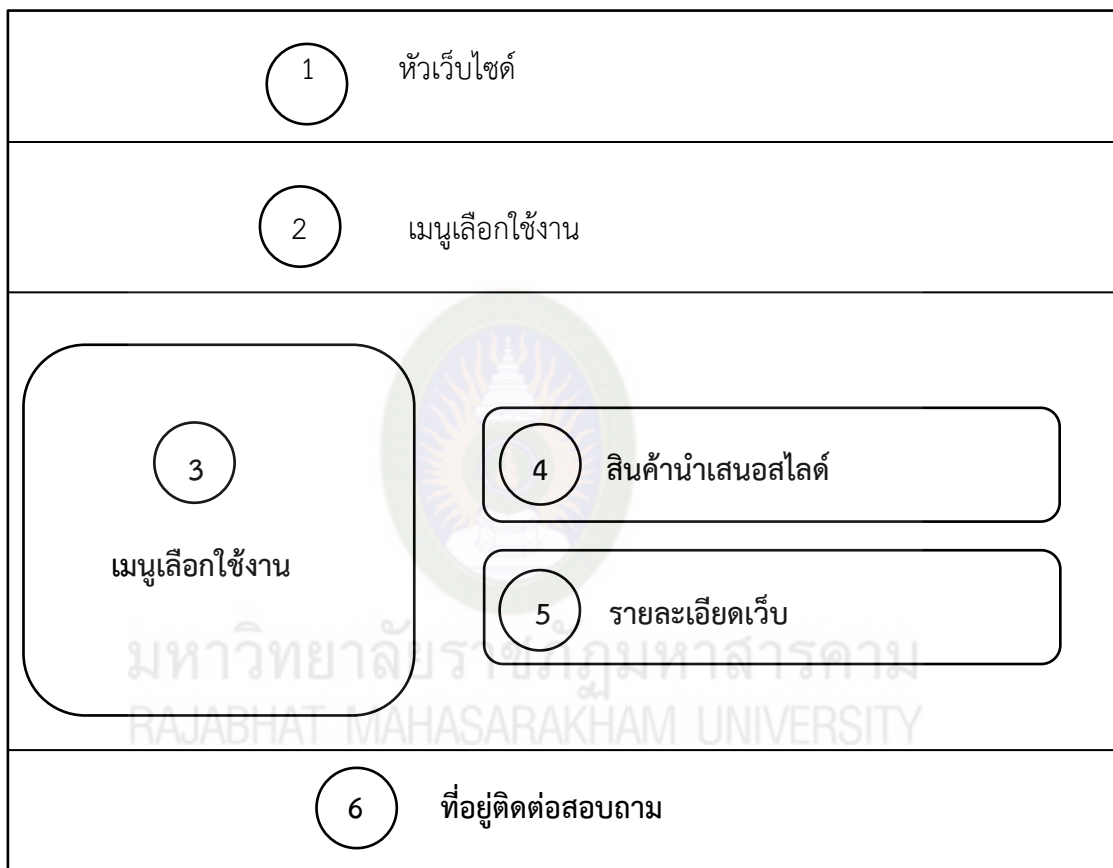 1 หัวเว็บไซด์
2 เมนูเลือกใช้งาน
3
เมนูเลือกใช้งาน
4 สินค้านำเสนอสไลด์
5 รายละเอียดเว็บ
มหาวิทยาลัยราชภัฏมหาสารคาม
RAJABHAT MAHASARAKHAM UNIVERSITY
6 ที่อยู่ติดต่อสอบถาม